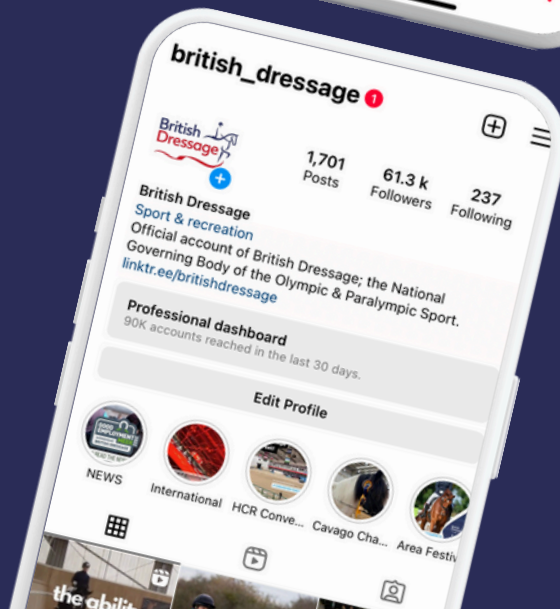 british_dressage 1
British
Dressage
1,701
Posts
61.3 k
Followers
237
Following
British Dressage
Sport & recreation
Official account of British Dressage; the National
Governing Body of the Olympic & Paralympic Sport.
linktr.ee/britishdressage
Professional dashboard
90K accounts reached in the last 30 days.
Edit Profile
GOOD
EMPLOYMENT
NEWS
International
HCR Conve...
Cavago Cha...
Area Festiv
the abilit